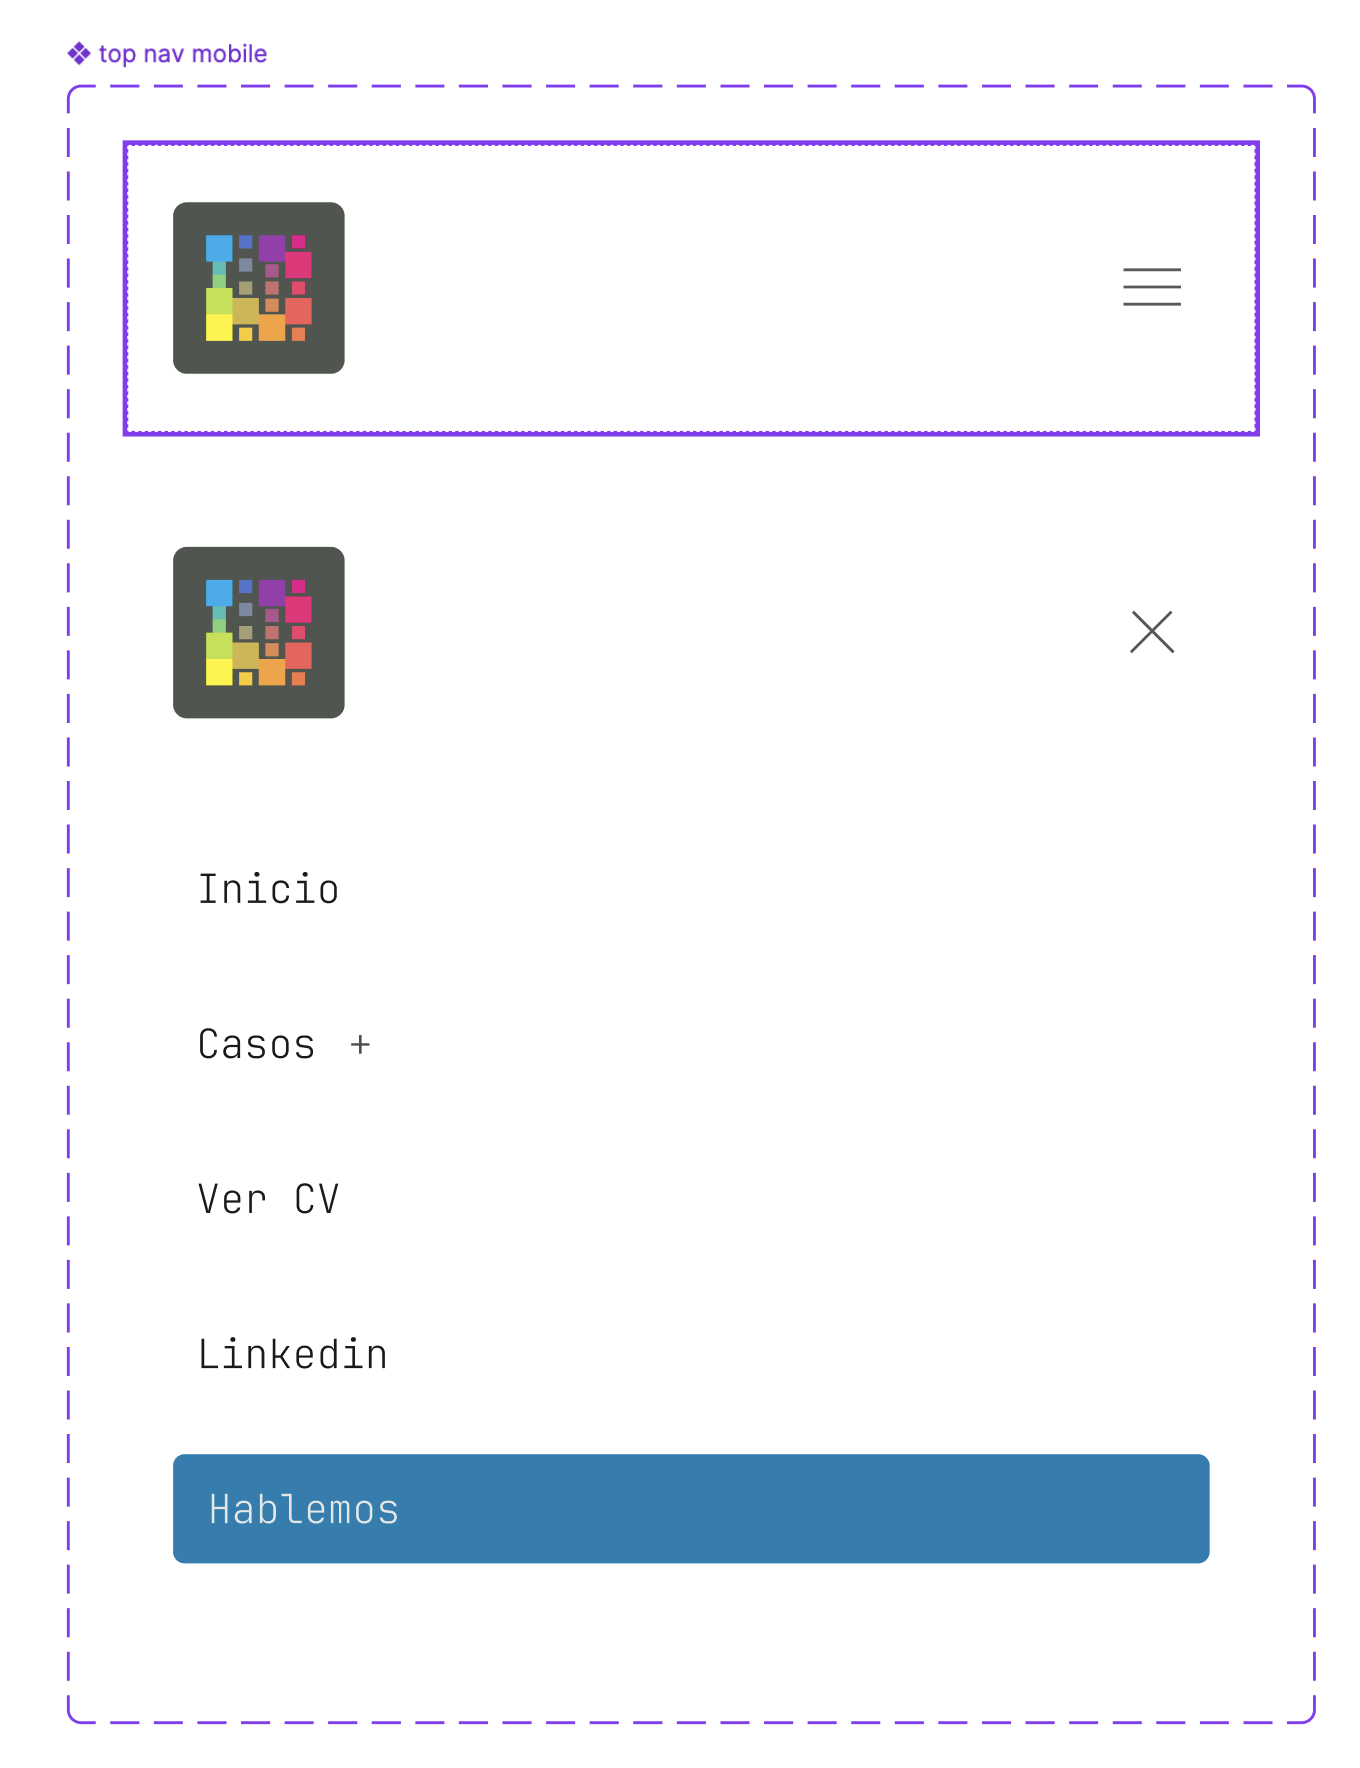 top nav mobile
Inicio
Casos +
Ver CV
Linkedin
Hablemos